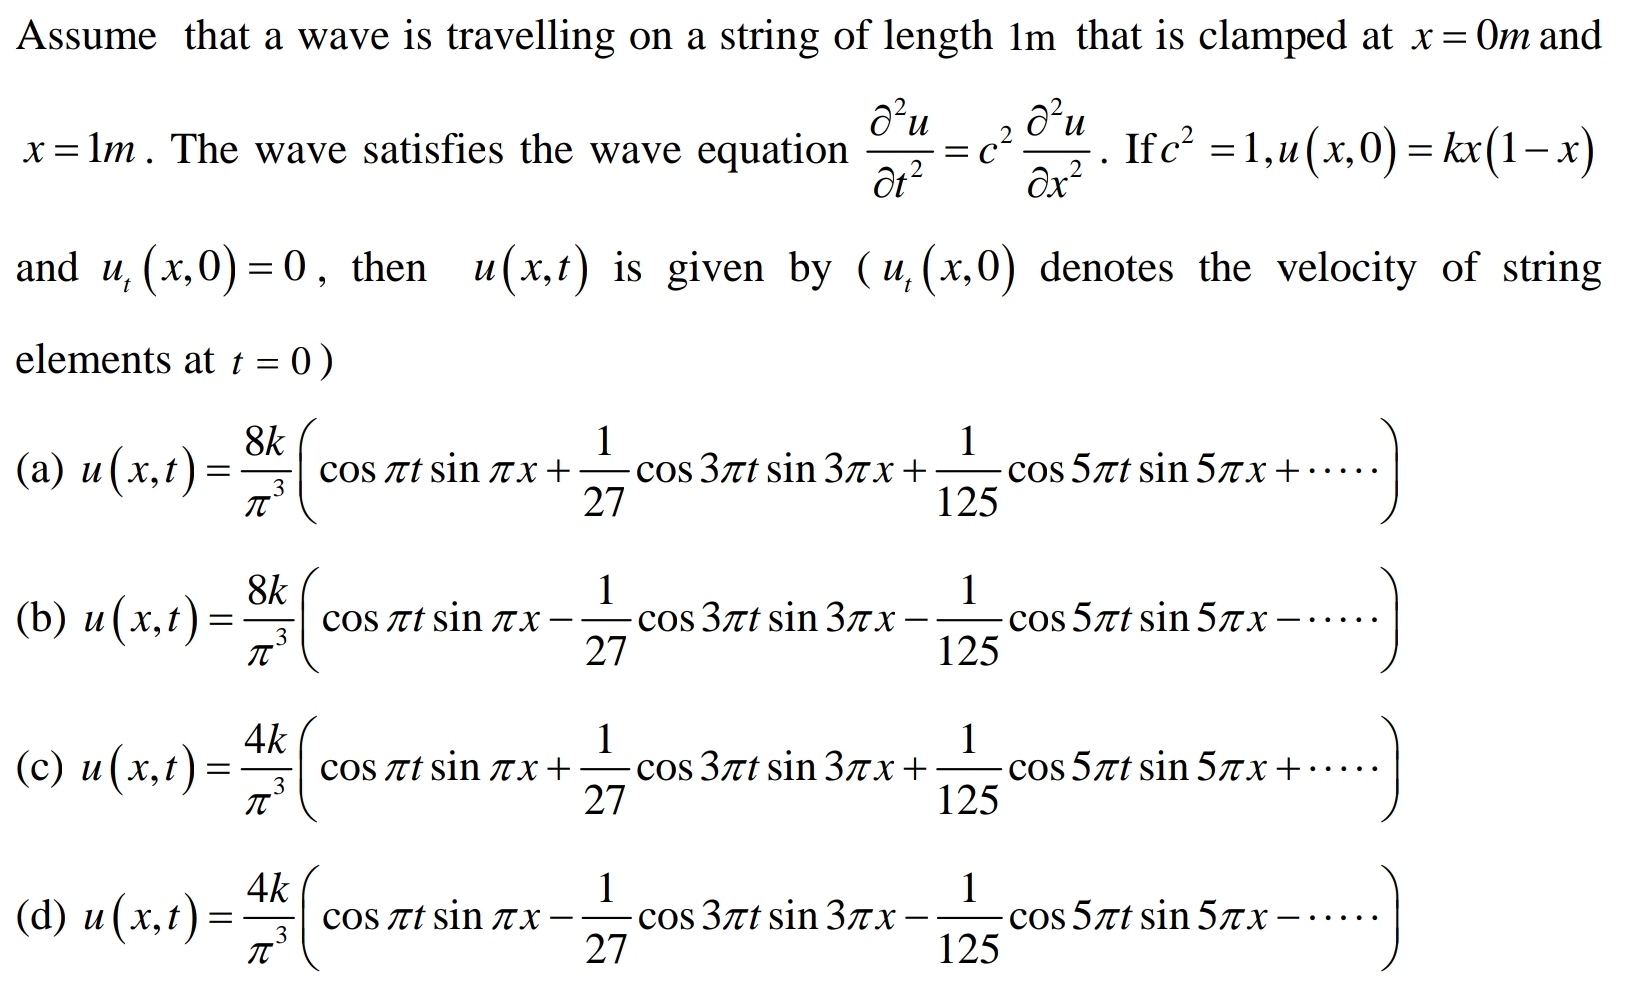 Assume that a wave is travelling on a string of length 1m that is clamped at $x = 0m$ and
$x = 1m$. The wave satisfies the wave equation $\frac{\partial^2 u}{\partial t^2} = c^2 \frac{\partial^2 u}{\partial x^2}$. If $c^2 = 1, u(x,0) = kx(1-x)$
and $u_t(x,0) = 0$, then $u(x,t)$ is given by ( $u_t(x,0)$ denotes the velocity of string
elements at $t = 0$ )
(a) $u(x,t) = \frac{8k}{\pi^3}\left(\cos \pi t \sin \pi x + \frac{1}{27}\cos 3\pi t \sin 3\pi x + \frac{1}{125}\cos 5\pi t \sin 5\pi x + \cdots\cdot\cdot\right)$
(b) $u(x,t) = \frac{8k}{\pi^3}\left(\cos \pi t \sin \pi x - \frac{1}{27}\cos 3\pi t \sin 3\pi x - \frac{1}{125}\cos 5\pi t \sin 5\pi x - \cdots\cdot\cdot\right)$
(c) $u(x,t) = \frac{4k}{\pi^3}\left(\cos \pi t \sin \pi x + \frac{1}{27}\cos 3\pi t \sin 3\pi x + \frac{1}{125}\cos 5\pi t \sin 5\pi x + \cdots\cdot\cdot\right)$
(d) $u(x,t) = \frac{4k}{\pi^3}\left(\cos \pi t \sin \pi x - \frac{1}{27}\cos 3\pi t \sin 3\pi x - \frac{1}{125}\cos 5\pi t \sin 5\pi x - \cdots\cdot\cdot\right)$